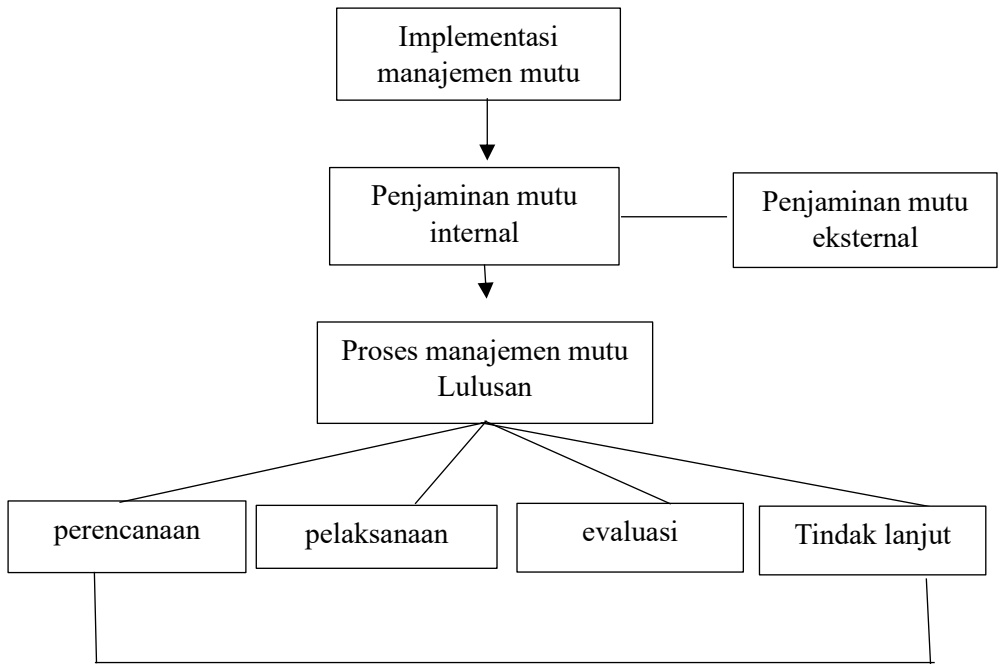 Implementasi
manajemen mutu
Penjaminan mutu
internal
Penjaminan mutu
eksternal
Proses manajemen mutu
Lulusan
perencanaan
pelaksanaan
evaluasi
Tindak lanjut